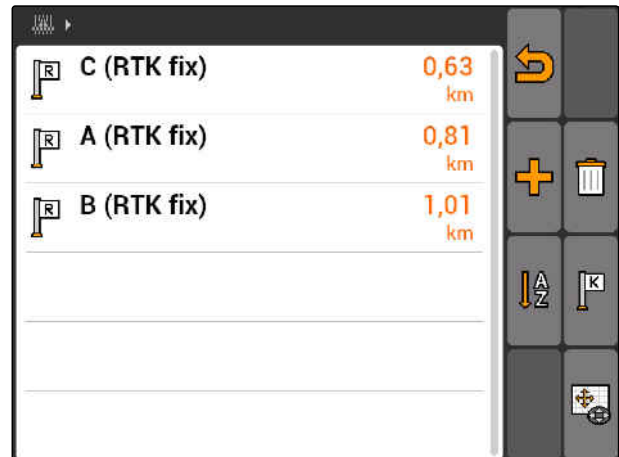 C (RTK fix)
0,63
km
R
A (RTK fix)
0,81
km
R
B (RTK fix)
1,01
km
R
A
Z
K